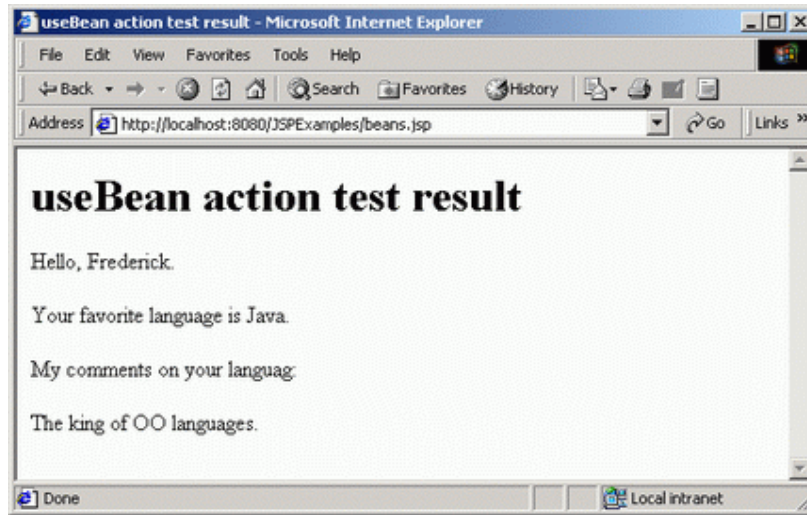 useBean action test result - Microsoft Internet Explorer
File Edit View Favorites Tools Help
Back Search Favorites History
Address http://localhost:8080/JSPExamples/beans.jsp Go Links »
useBean action test result
Hello, Frederick.
Your favorite language is Java.
My comments on your languag:
The king of OO languages.
Done Local intranet